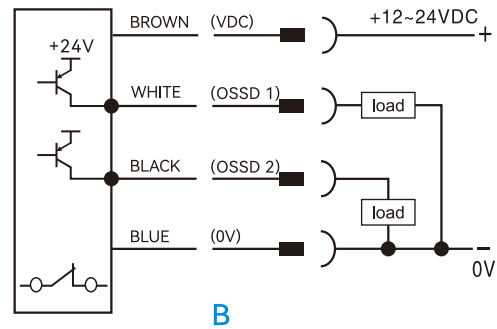 BROWN (VDC) +12~24VDC +
+24V
WHITE (OSSD 1) load
BLACK (OSSD 2)
load
BLUE (0V) −
0V
B